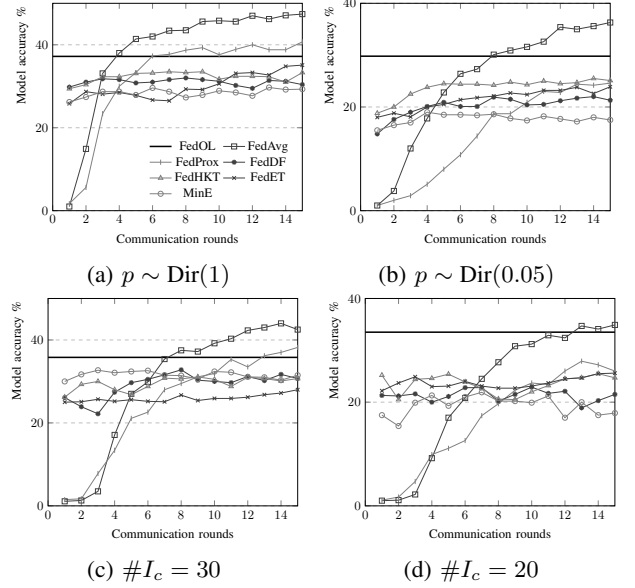 Model accuracy %
40
20
0
0 2 4 6 8 10 12 14
Communication rounds
FedOL FedAvg
FedProx FedDF
FedHKT FedET
MinE
(a) p ∼ Dir(1)
Model accuracy %
40
20
0
0 2 4 6 8 10 12 14
Communication rounds
(b) p ∼ Dir(0.05)
Model accuracy %
40
20
0
0 2 4 6 8 10 12 14
Communication rounds
(c) #I_c = 30
Model accuracy %
40
20
0
0 2 4 6 8 10 12 14
Communication rounds
(d) #I_c = 20